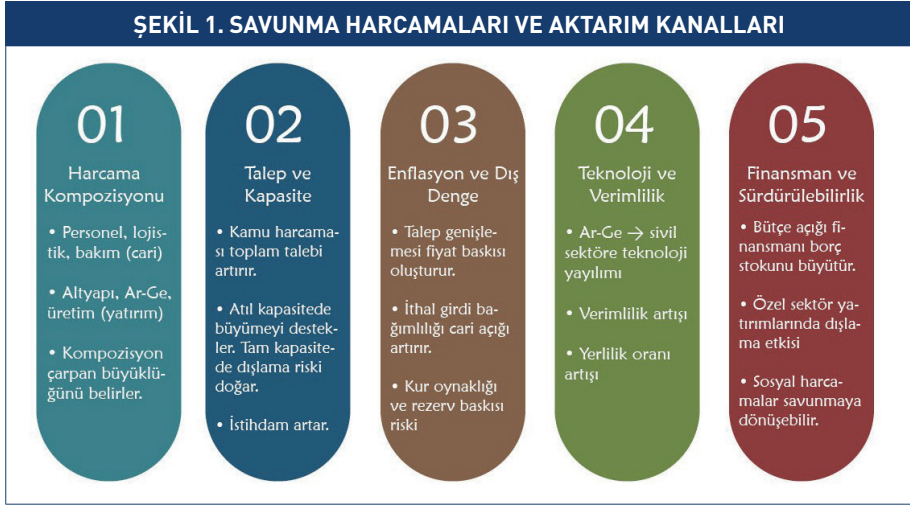 ŞEKİL 1. SAVUNMA HARCAMALARI VE AKTARIM KANALLARI
01
Harcama
Kompozisyonu
• Personel, lojis-
tik, bakım (cari)
• Altyapı, Ar-Ge,
üretim (yatırım)
• Kompozisyon
çarpan büyüklü-
ğünü belirler.
02
Talep ve
Kapasite
• Kamu harcama-
sı toplam talebi
artırır.
• Atıl kapasitede
büyümeyi destek-
ler. Tam kapasite-
de dışlama riski
doğar.
• İstihdam artar.
03
Enflasyon ve Dış
Denge
• Talep genişle-
mesi fiyat baskısı
oluşturur.
• İthal girdi ba-
ğımlılığı cari açığı
artırır.
• Kur oynaklığı
ve rezerv baskısı
riski
04
Teknoloji ve
Verimlilik
• Ar-Ge → sivil
sektöre teknoloji
yayılımı
• Verimlilik artışı
• Yerlilik oranı
artışı
05
Finansman ve
Sürdürülebilirlik
• Bütçe açığı fi-
nansmanı borç
stokunu büyütür.
• Özel sektör ya-
tırımlarında dışla-
ma etkisi
• Sosyal harca-
malar savunmaya
dönüşebilir.